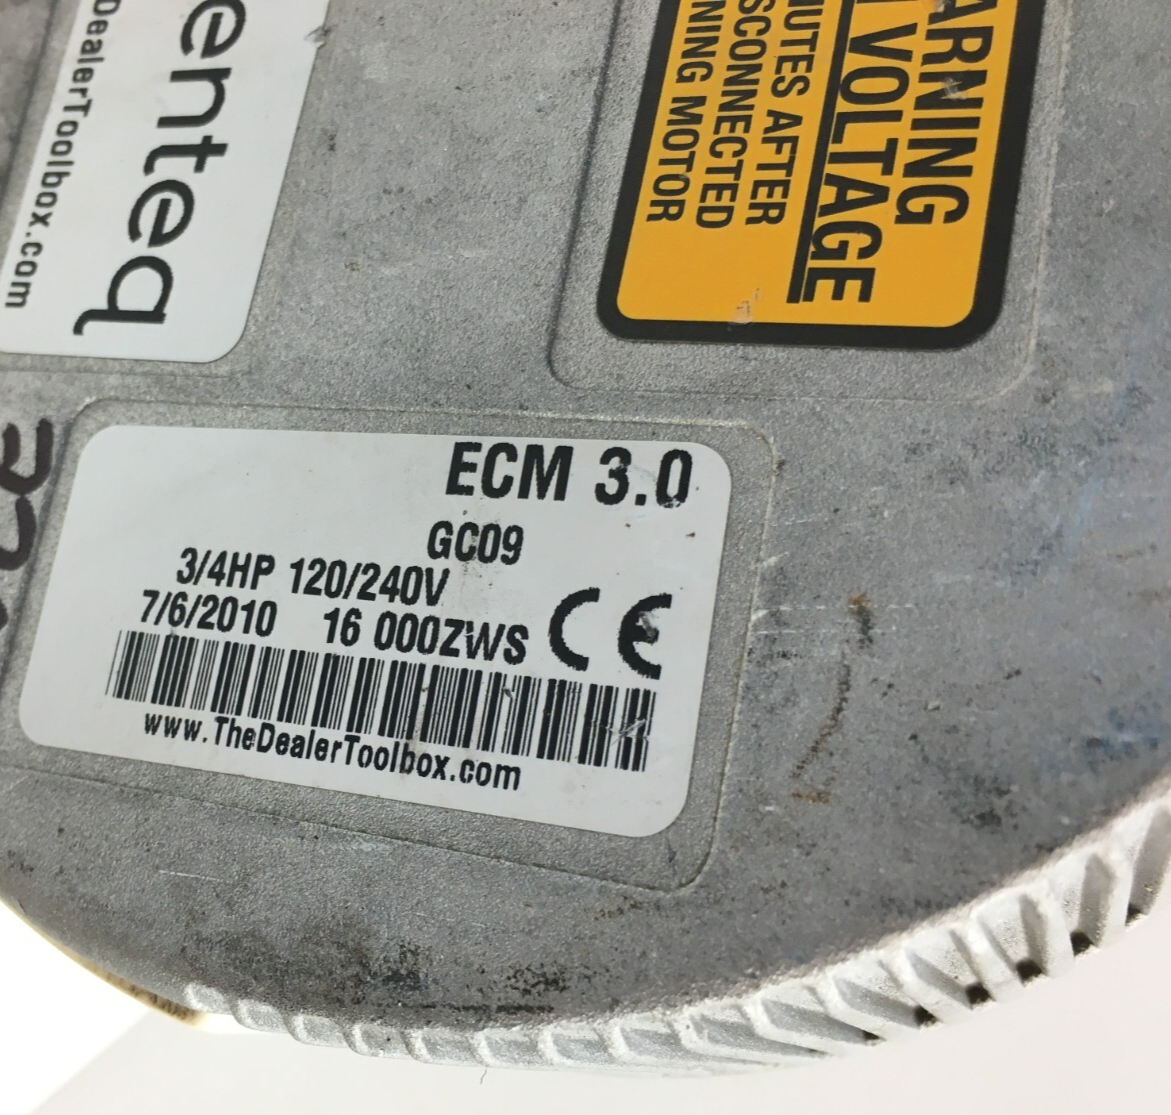 enteq
DealerToolbox.com
ARNING
VOLTAGE
UTES AFTER
SCONNECTED
NING MOTOR
ECM 3.0
GC09
3/4HP 120/240V
7/6/2010 16 000ZWS
CE
www.TheDealerToolbox.com